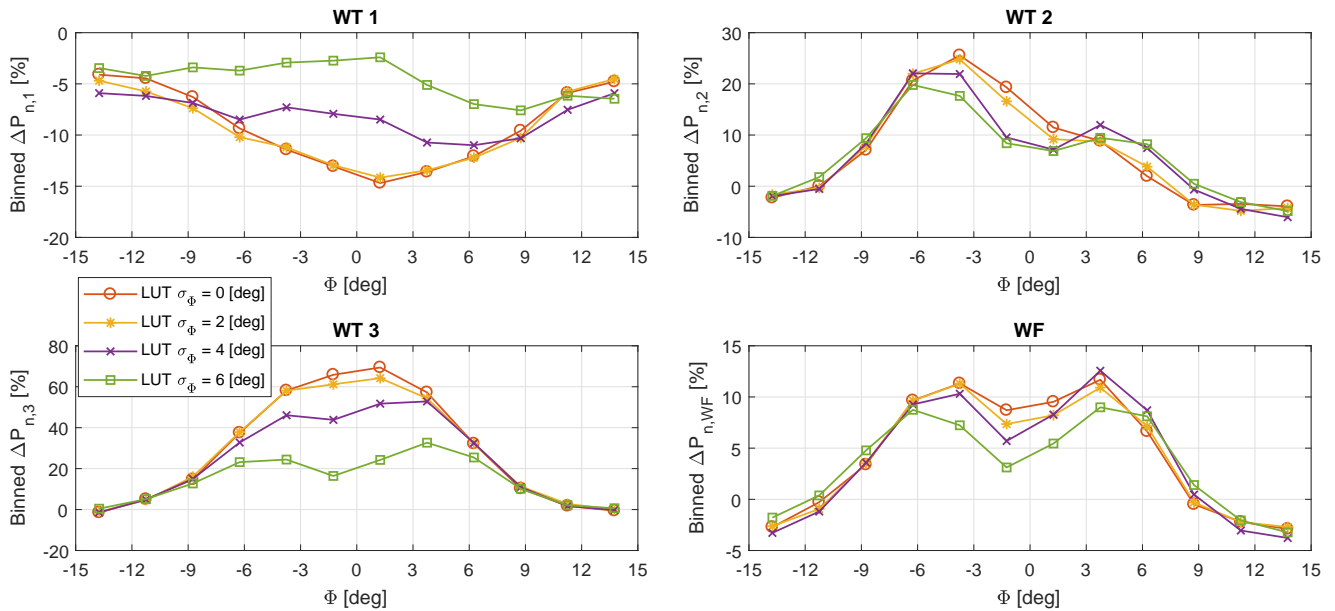 WT 1
Binned ΔP_{n,1} [%]
0
-5
-10
-15
-20
-15 -12 -9 -6 -3 0 3 6 9 12 15
Φ [deg]
WT 2
Binned ΔP_{n,2} [%]
30
20
10
0
-10
-15 -12 -9 -6 -3 0 3 6 9 12 15
Φ [deg]
LUT σ_Φ = 0 [deg]
LUT σ_Φ = 2 [deg]
LUT σ_Φ = 4 [deg]
LUT σ_Φ = 6 [deg]
WT 3
Binned ΔP_{n,3} [%]
80
60
40
20
0
-20
-15 -12 -9 -6 -3 0 3 6 9 12 15
Φ [deg]
WF
Binned ΔP_{n,WF} [%]
15
10
5
0
-5
-15 -12 -9 -6 -3 0 3 6 9 12 15
Φ [deg]